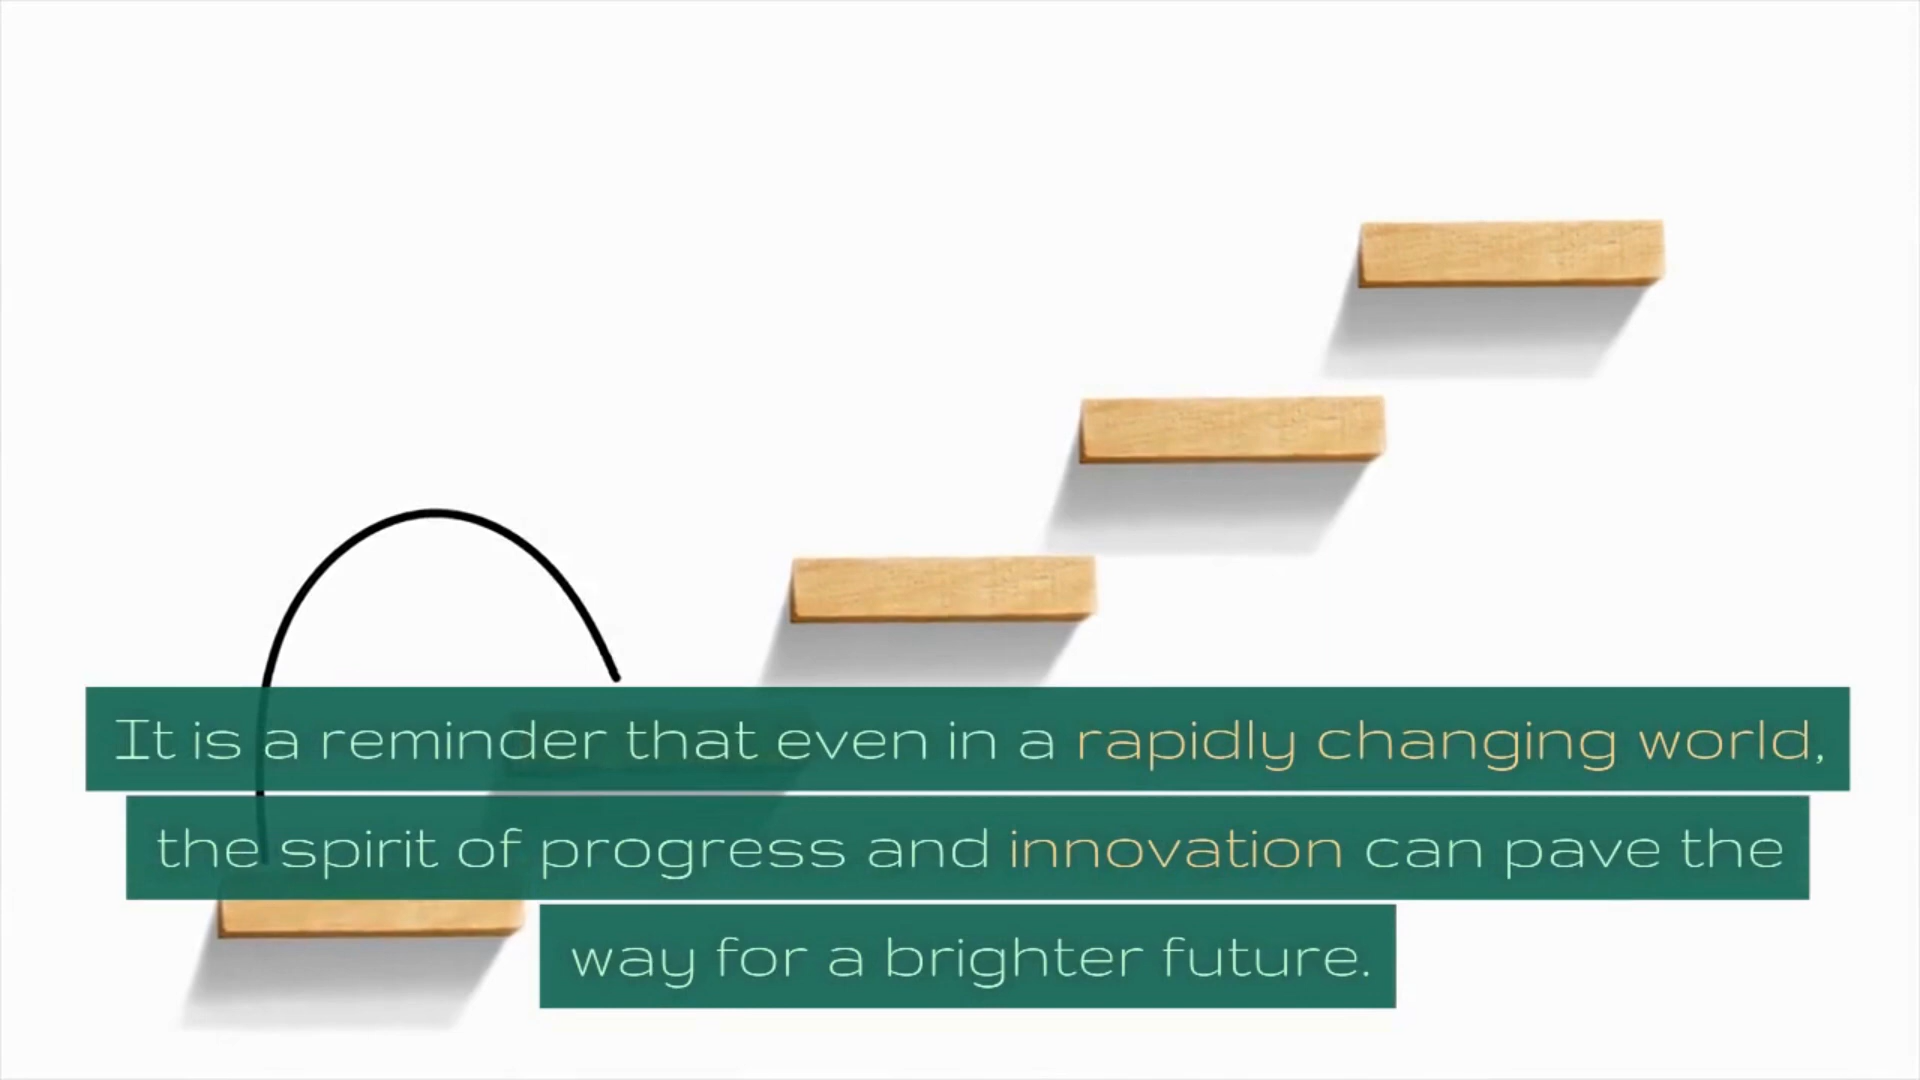 It is a reminder that even in a rapidly changing world,
the spirit of progress and innovation can pave the
way for a brighter future.